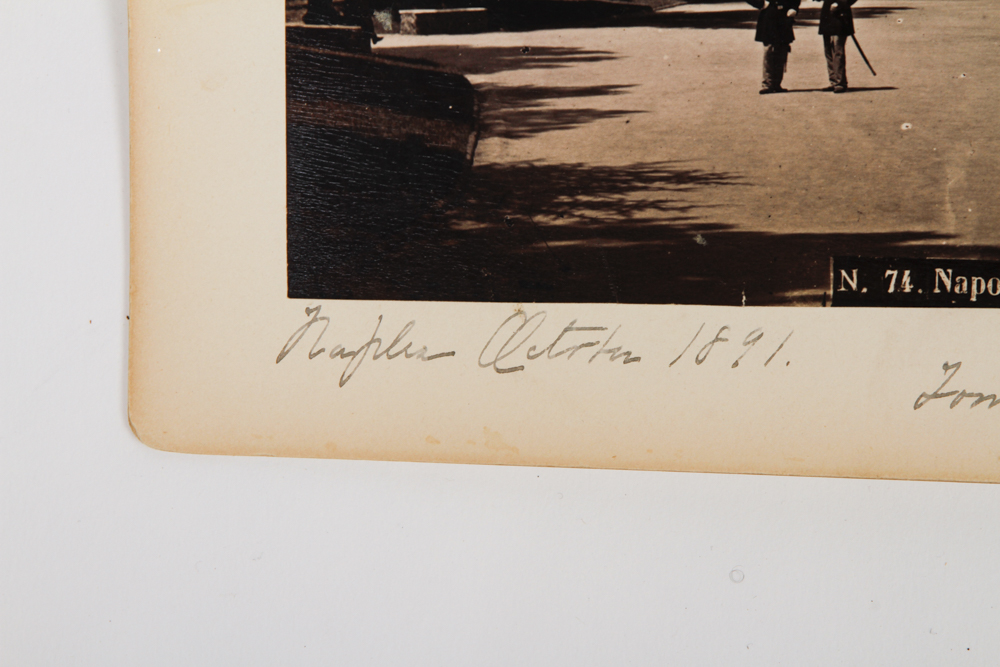 N. 74. Napo
Naples October 1891.